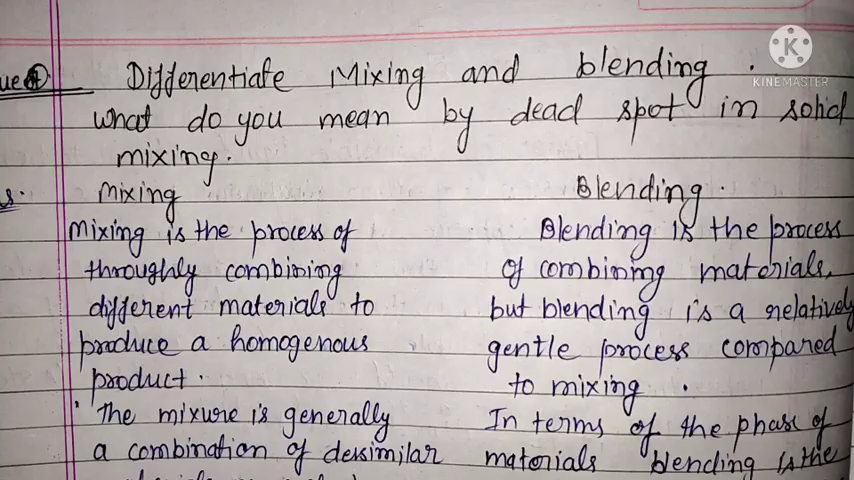 Differentiate Mixing and blending.
what do you mean by dead spot in solid
mixing.
Mixing
Blending.
Mixing is the process of
throughly combining
different materials to
produce a homogenous
product.
Blending is the process
of combining materials,
but blending is a relatively
gentle process compared
to mixing.
The mixure is generally
a combination of dessimilar
In terms of the phase of
materials blending is the
KINEMASTER